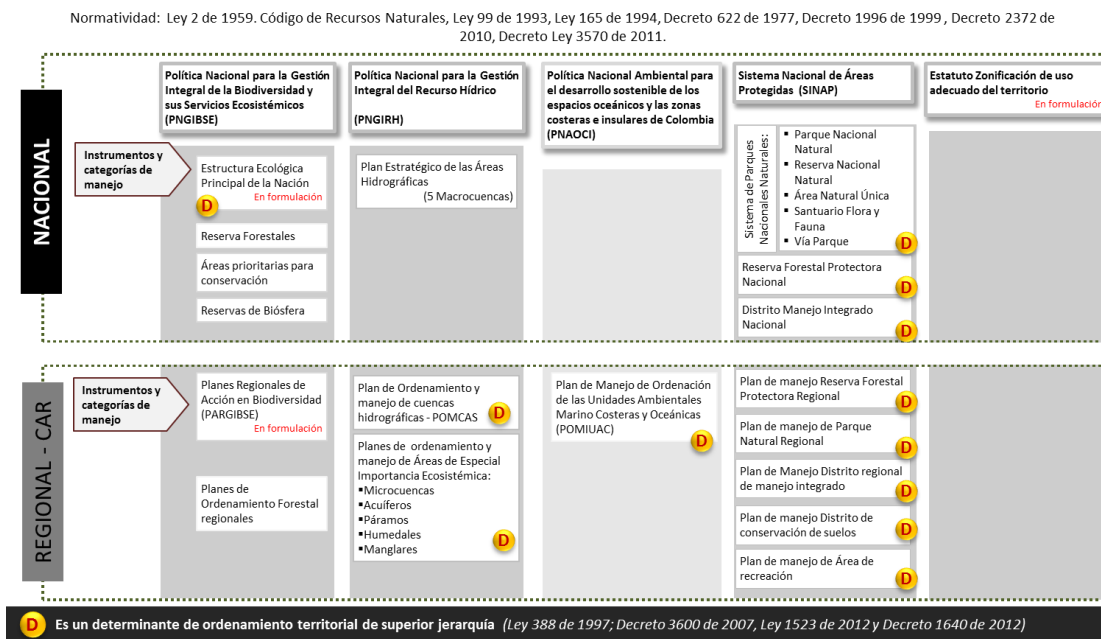 Normatividad: Ley 2 de 1959. Código de Recursos Naturales, Ley 99 de 1993, Ley 165 de 1994, Decreto 622 de 1977, Decreto 1996 de 1999 , Decreto 2372 de
2010, Decreto Ley 3570 de 2011.
NACIONAL
Instrumentos y
categorías de
manejo
Política Nacional para la Gestión
Integral de la Biodiversidad y
sus Servicios Ecosistémicos
(PNGIBSE)
Estructura Ecológica
Principal de la Nación
En formulación
D
Reserva Forestales
Áreas prioritarias para
conservación
Reservas de Biósfera
Política Nacional para la Gestión
Integral del Recurso Hídrico
(PNGIRH)
Plan Estratégico de las Áreas
Hidrográficas
(5 Macrocuencas)
Política Nacional Ambiental para
el desarrollo sostenible de los
espacios oceánicos y las zonas
costeras e insulares de Colombia
(PNAOCI)
Sistema Nacional de Áreas
Protegidas (SINAP)
Sistema de Parques
Nacionales Naturales:
▪ Parque Nacional
Natural
▪ Reserva Nacional
Natural
▪ Área Natural Única
▪ Santuario Flora y
Fauna
▪ Vía Parque
D
Reserva Forestal Protectora
Nacional
D
Distrito Manejo Integrado
Nacional
D
Estatuto Zonificación de uso
adecuado del territorio
En formulación
REGIONAL - CAR
Instrumentos y
categorías de
manejo
Planes Regionales de
Acción en Biodiversidad
(PARGIBSE)
En formulación
Planes de
Ordenamiento Forestal
regionales
Plan de Ordenamiento y
manejo de cuencas
hidrográficas - POMCAS
D
Planes de ordenamiento y
manejo de Áreas de Especial
Importancia Ecosistémica:
▪Microcuencas
▪Acuíferos
▪Páramos
▪Humedales
▪Manglares
D
Plan de Manejo de Ordenación
de las Unidades Ambientales
Marino Costeras y Oceánicas
(POMIUAC)
D
Plan de manejo Reserva Forestal
Protectora Regional
D
Plan de manejo de Parque
Natural Regional
D
Plan de Manejo Distrito regional
de manejo integrado
D
Plan de manejo Distrito de
conservación de suelos
D
Plan de manejo de Área de
recreación
D
D Es un determinante de ordenamiento territorial de superior jerarquía (Ley 388 de 1997; Decreto 3600 de 2007, Ley 1523 de 2012 y Decreto 1640 de 2012)